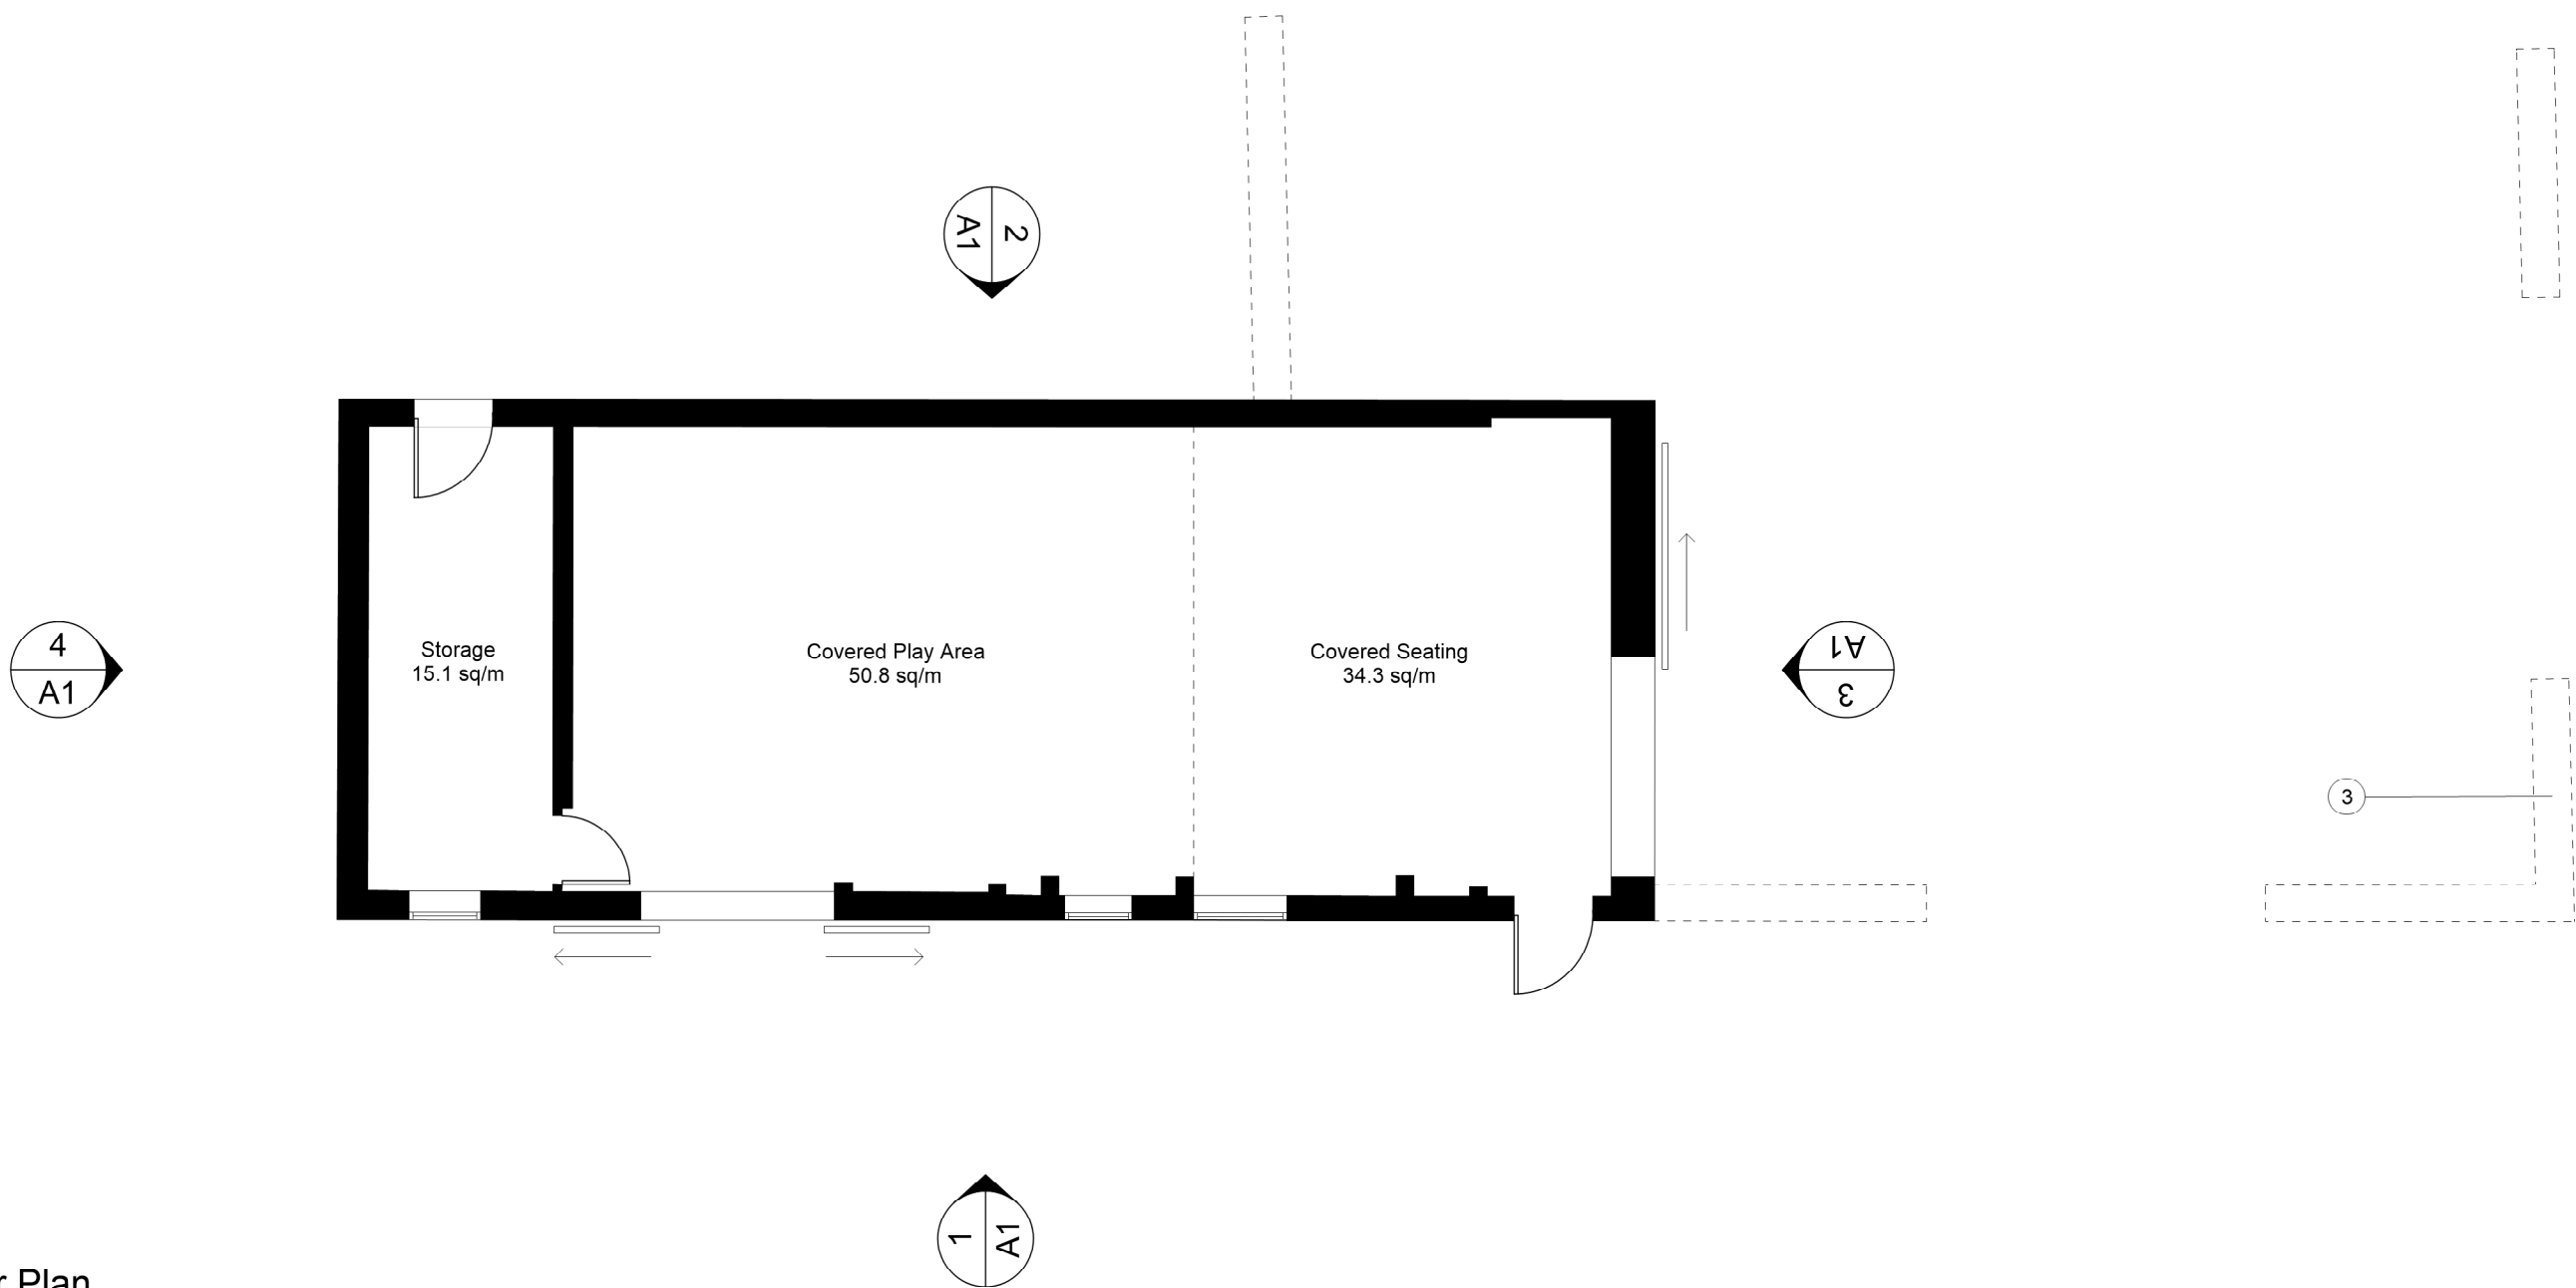 2
A1
Storage
15.1 sq/m
Covered Play Area
50.8 sq/m
Covered Seating
34.3 sq/m
4
A1
A1
3
3
1
A1
Plan